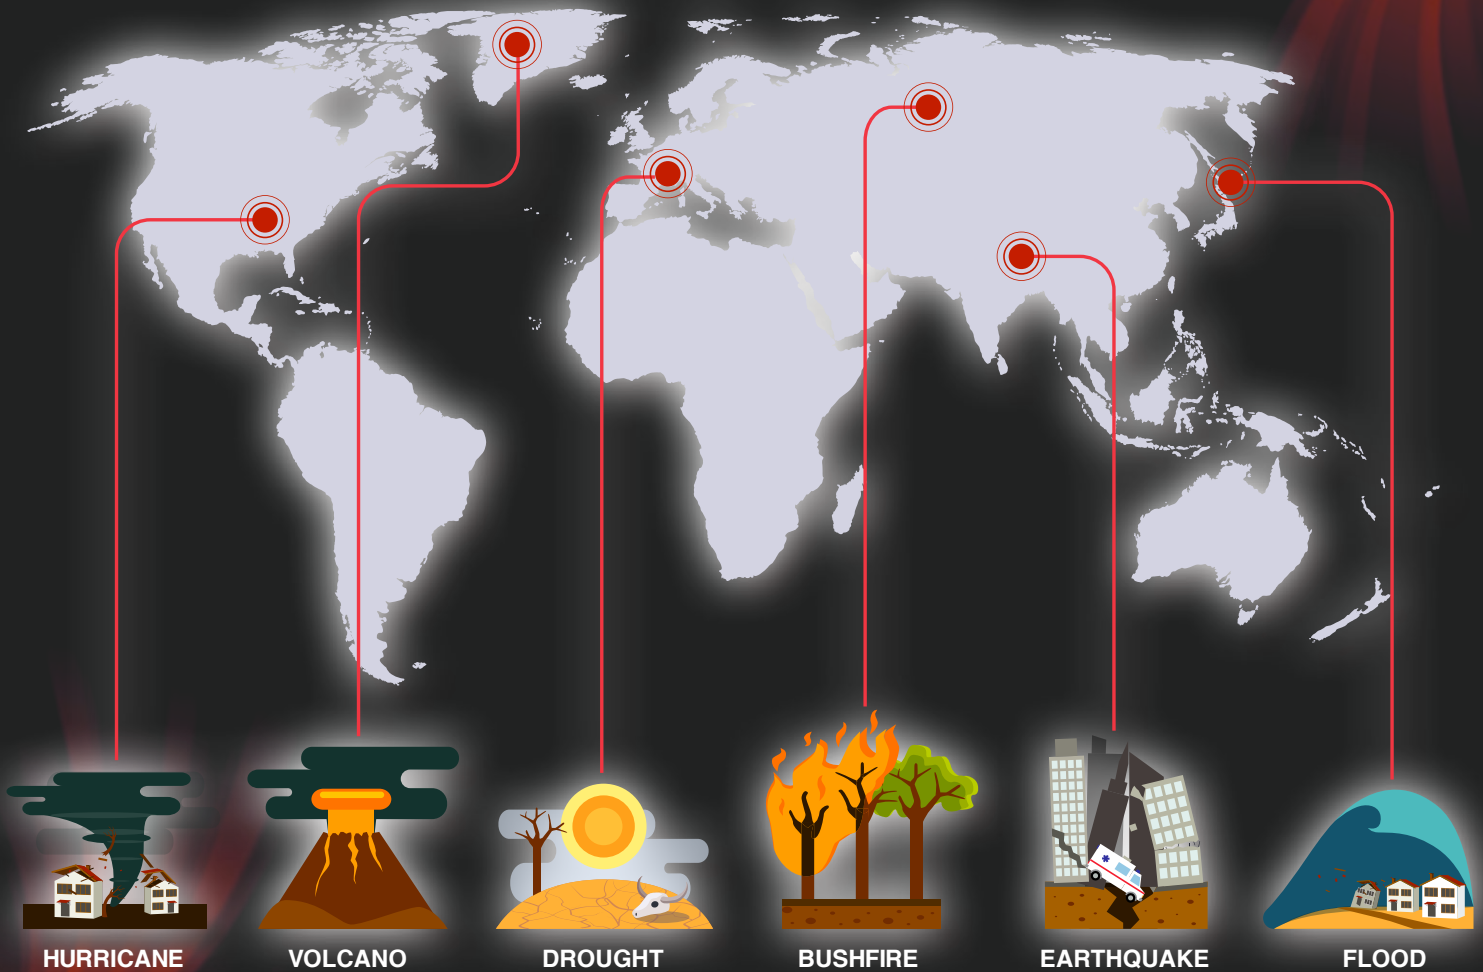 HURRICANE
VOLCANO
DROUGHT
BUSHFIRE
EARTHQUAKE
FLOOD